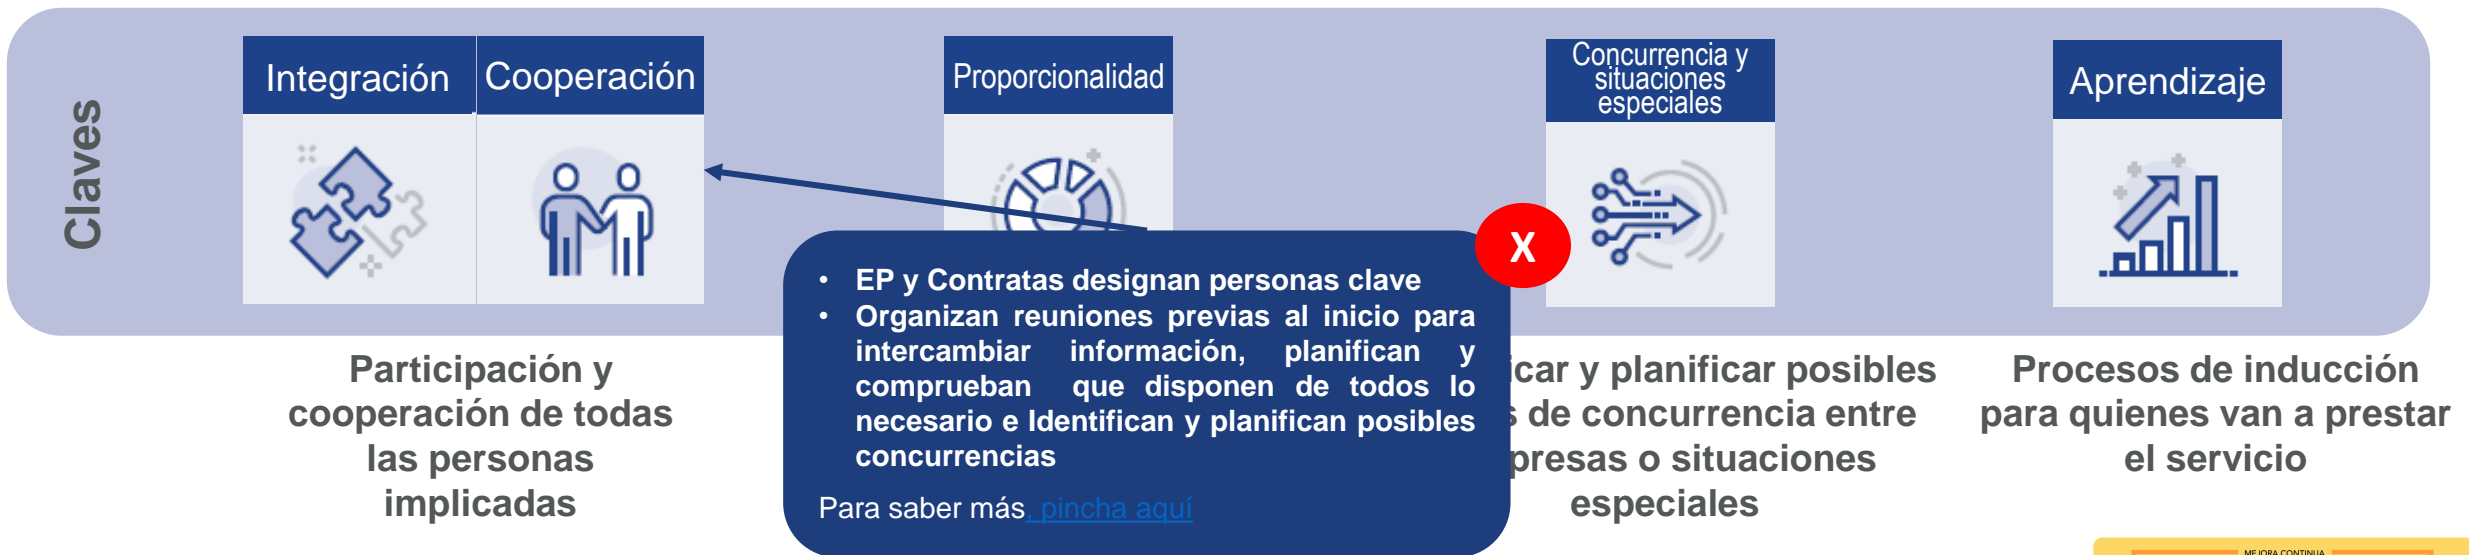 Claves
Integración
Cooperación
Proporcionalidad
Concurrencia y
situaciones
especiales
Aprendizaje
X
• EP y Contratas designan personas clave
• Organizan reuniones previas al inicio para
intercambiar información, planifican y
comprueban que disponen de todos lo
necesario e Identifican y planifican posibles
concurrencias
Para saber más, pincha aquí
Participación y
cooperación de todas
las personas
implicadas
icar y planificar posibles
s de concurrencia entre
presas o situaciones
especiales
Procesos de inducción
para quienes van a prestar
el servicio
MEJORA CONTINUA